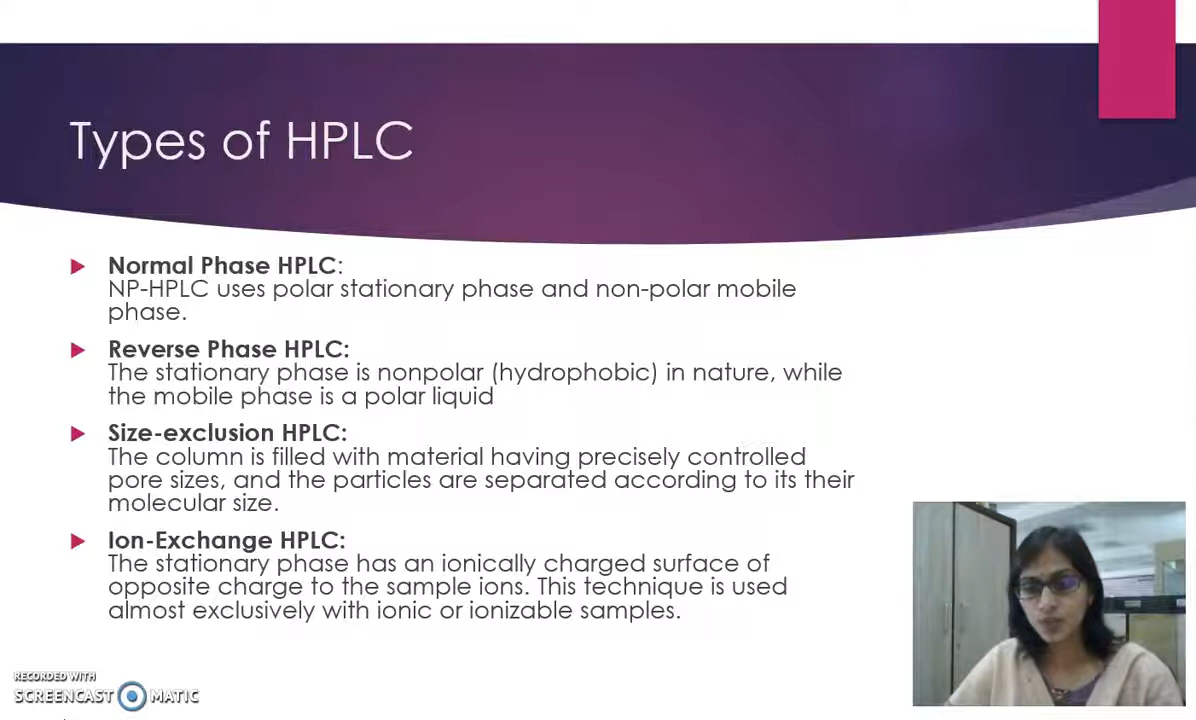 Types of HPLC
Normal Phase HPLC:
NP-HPLC uses polar stationary phase and non-polar mobile
phase.
Reverse Phase HPLC:
The stationary phase is nonpolar (hydrophobic) in nature, while
the mobile phase is a polar liquid
Size-exclusion HPLC:
The column is filled with material having precisely controlled
pore sizes, and the particles are separated according to its their
molecular size.
Ion-Exchange HPLC:
The stationary phase has an ionically charged surface of
opposite charge to the sample ions. This technique is used
almost exclusively with ionic or ionizable samples.
RECORDED WITH
SCREENCAST MATIC